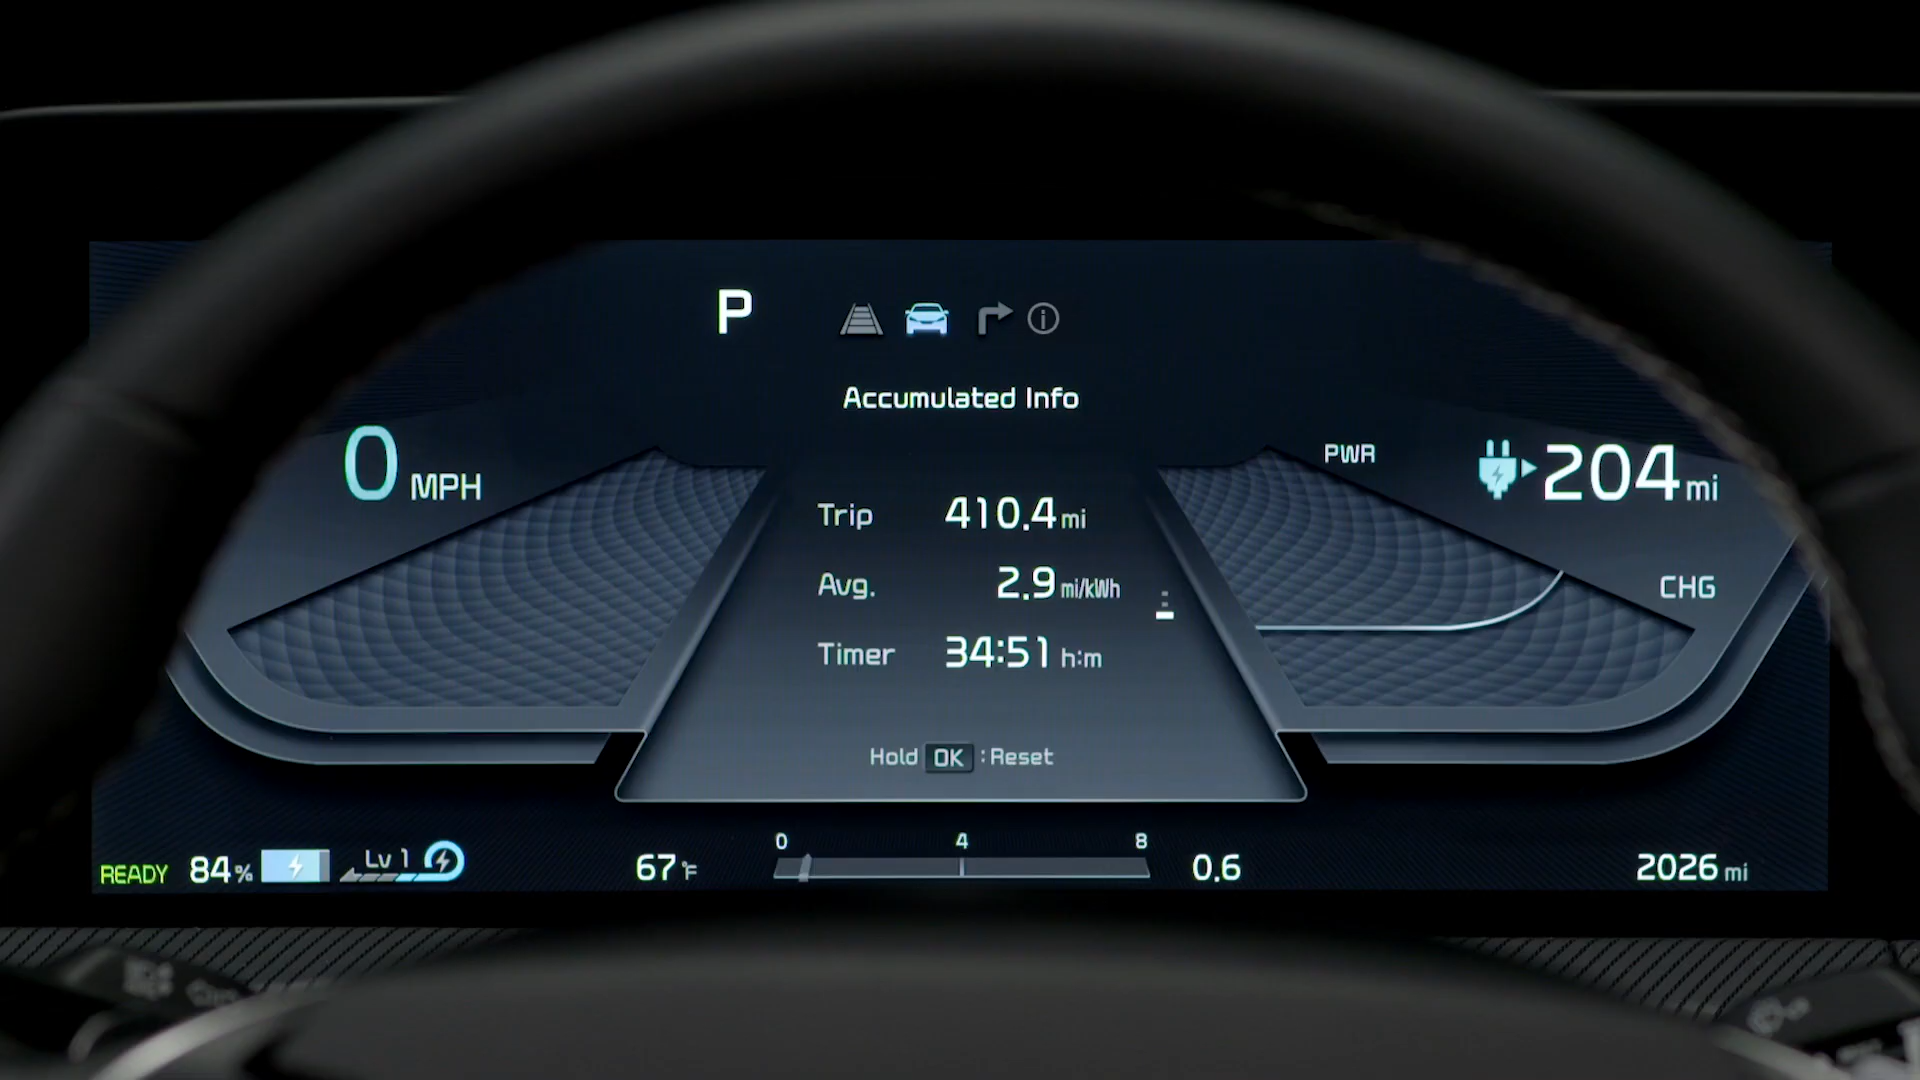 P
Accumulated Info
0 MPH
PWR
204 mi
Trip 410.4 mi
Avg. 2.9 mi/kWh
CHG
Timer 34:51 h:m
Hold OK : Reset
0 4 8
READY 84% Lv 1 67°F 0.6 2026 mi